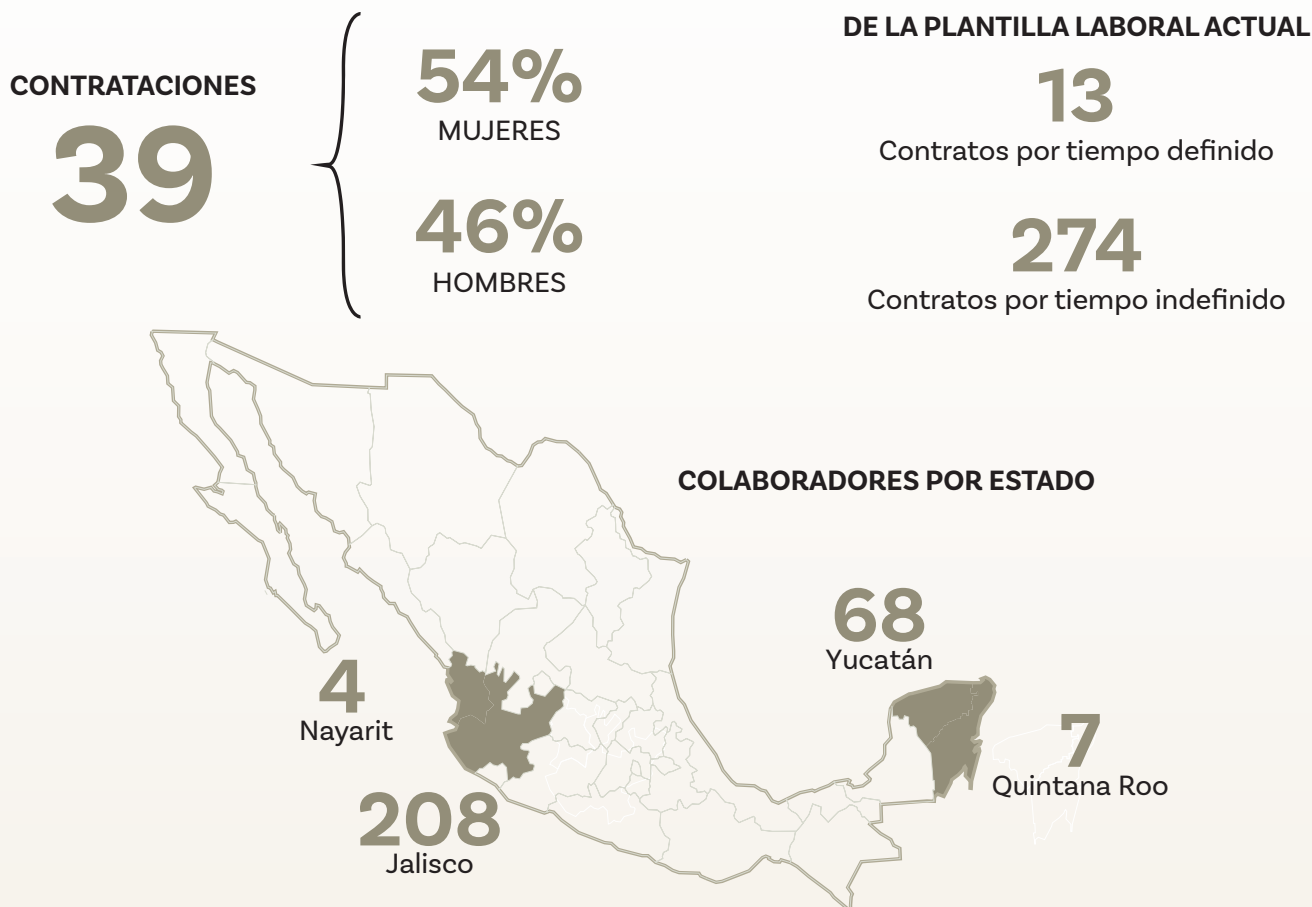 CONTRATACIONES
39
54%
MUJERES
46%
HOMBRES
DE LA PLANTILLA LABORAL ACTUAL
13
Contratos por tiempo definido
274
Contratos por tiempo indefinido
COLABORADORES POR ESTADO
68
Yucatán
4
Nayarit
7
Quintana Roo
208
Jalisco